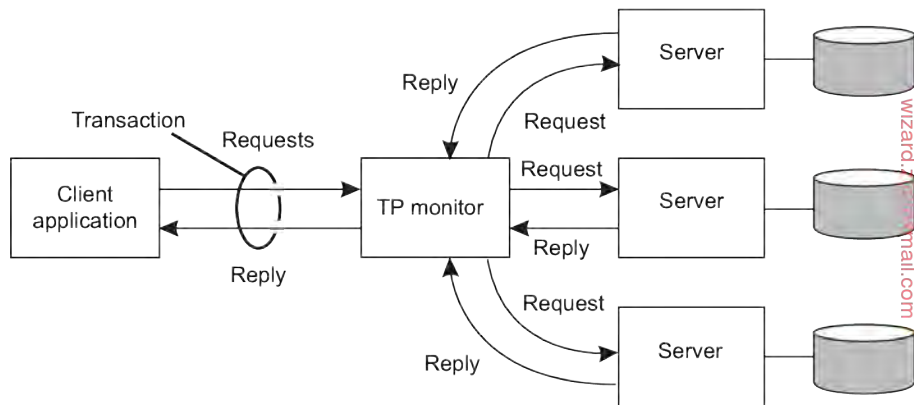 Server
Reply
Transaction
Requests
Request
Client
application
TP monitor
Request
Server
Reply
Reply
Request
Server
Reply